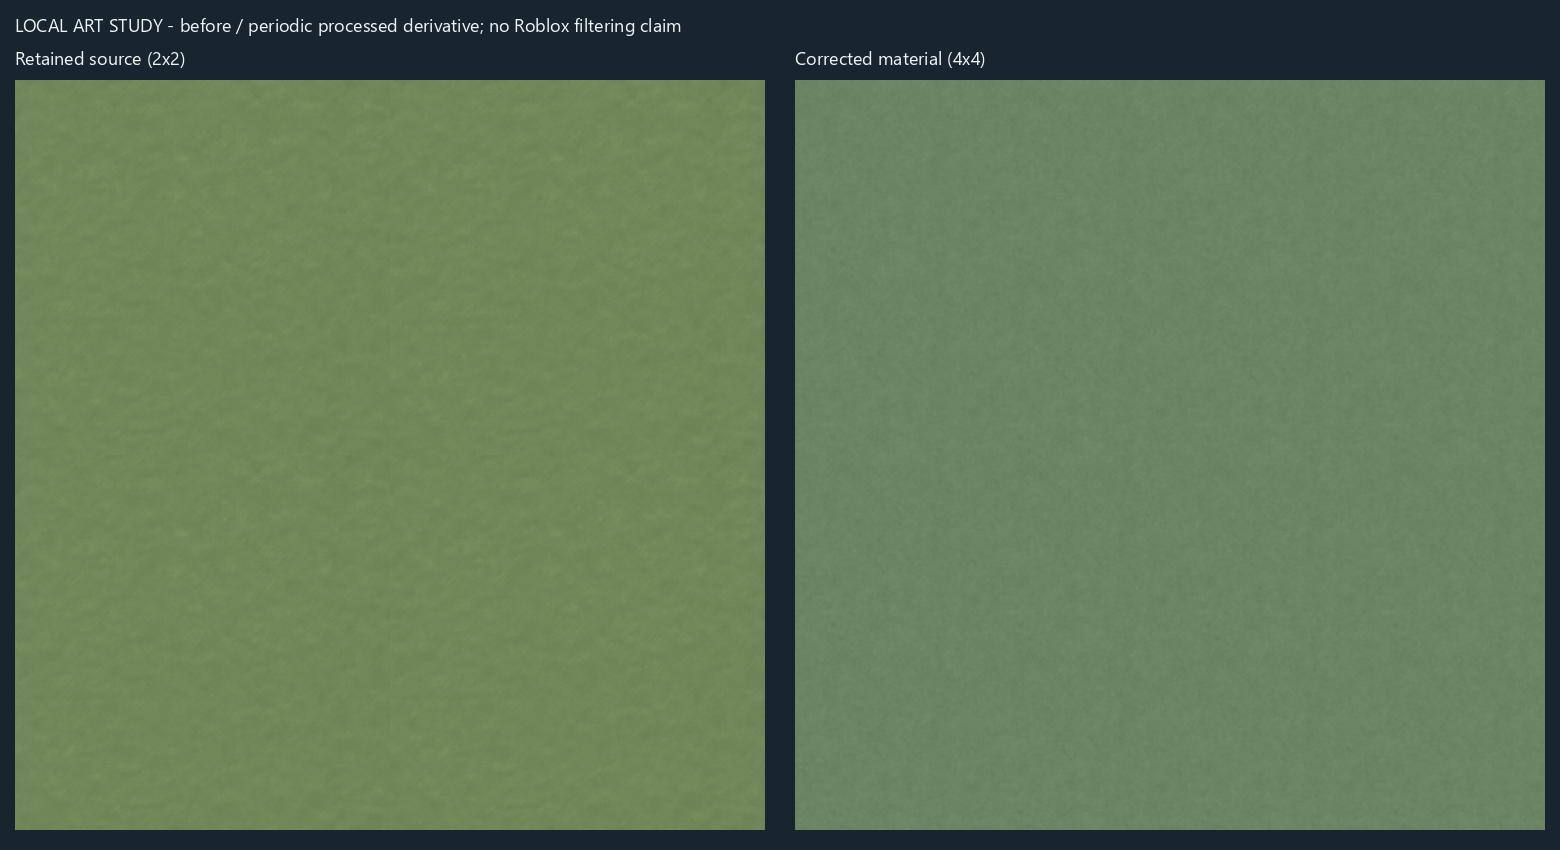 LOCAL ART STUDY - before / periodic processed derivative; no Roblox filtering claim
Retained source (2x2)
Corrected material (4x4)